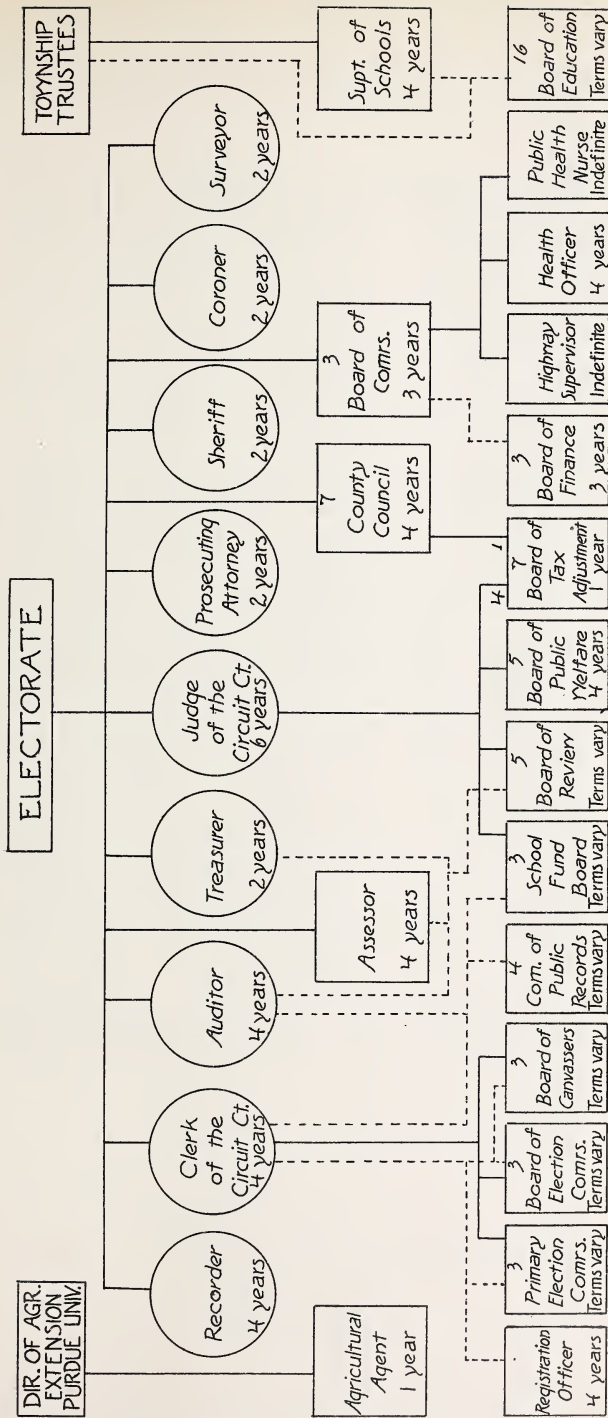 ELECTORATE
DIR. OF AGR.
EXTENSION
PURDUE UNIV.
TOWNSHIP
TRUSTEES
Recorder
4 years
Clerk
of the
Circuit Ct.
4 years
Auditor
4 years
Treasurer
2 years
Judge
of the
Circuit Ct.
6 years
Prosecuting
Attorney
2 years
Sheriff
2 years
Coroner
2 years
Surveyor
2 years
Agricultural
Agent
1 year
Assessor
4 years
7
County
Council
4 years
3
Board of
Comrs.
3 years
Supt. of
Schools
4 years
4
1
Registration
Officer
4 years
3
Primary
Election
Comrs.
Terms vary
3
Board of
Election
Comrs.
Terms vary
3
Board of
Canvassers
Terms vary
4
Com. of
Public
Records
Terms vary
3
School
Fund
Board
Terms vary
5
Board of
Review
Terms vary
5
Board of
Public
Welfare
4 years
7
Board of
Tax
Adjustment
1 year
3
Board of
Finance
3 years
Highway
Supervisor
Indefinite
Health
Officer
4 years
Public
Health
Nurse
Indefinite
16
Board of
Education
Terms vary